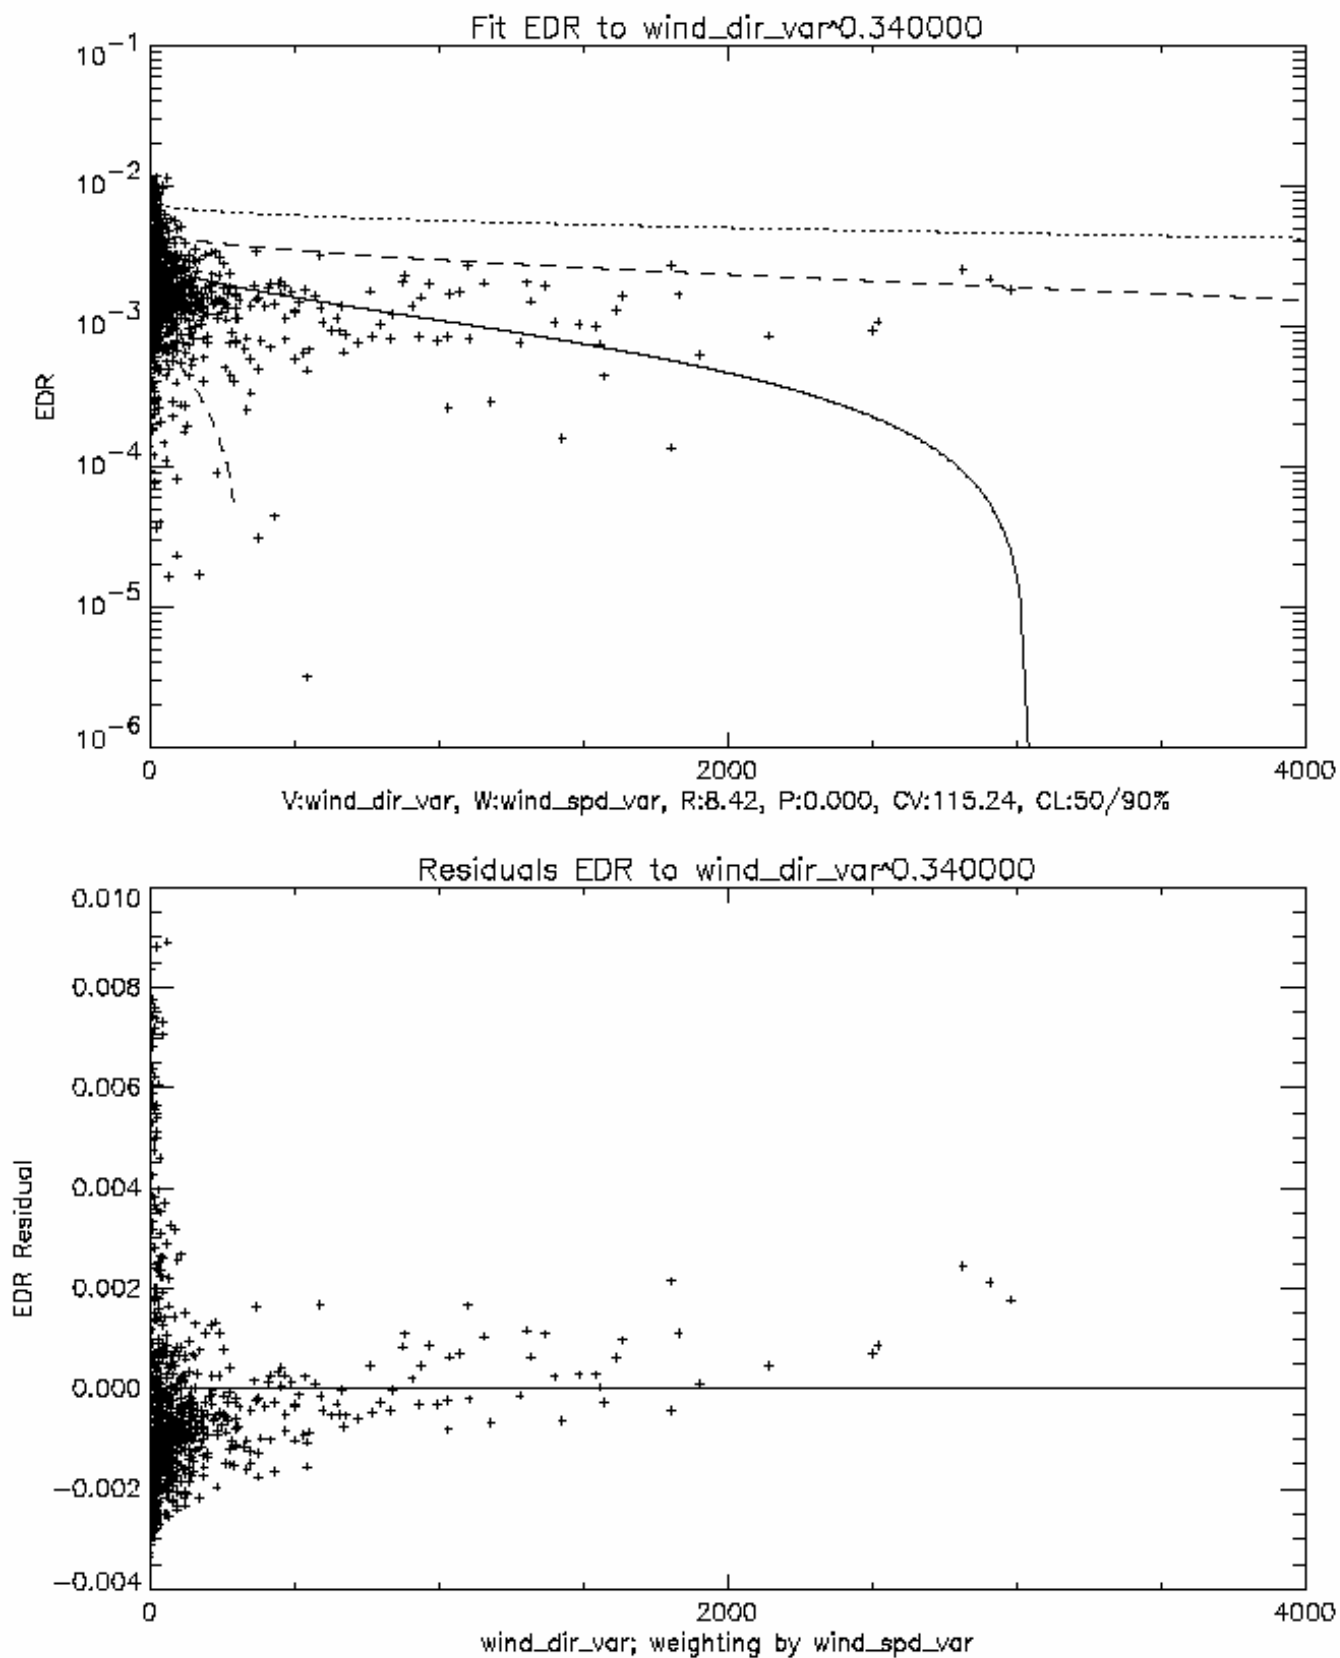 Fit EDR to wind_dir_var^0.340000
10^-1
10^-2
10^-3
10^-4
10^-5
10^-6
EDR
0 2000 4000
V:wind_dir_var, W:wind_spd_var, R:8.42, P:0.000, CV:115.24, CL:50/90%
Residuals EDR to wind_dir_var^0.340000
0.010
0.008
0.006
0.004
0.002
0.000
-0.002
-0.004
EDR Residual
0 2000 4000
wind_dir_var; weighting by wind_spd_var